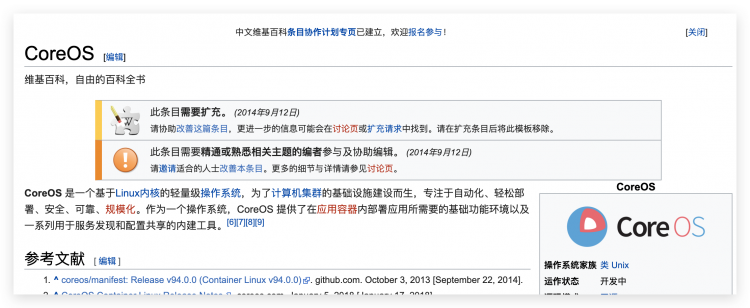 中文维基百科条目协作计划专页已建立，欢迎报名参与！ [关闭]
CoreOS [编辑]
维基百科，自由的百科全书
此条目需要扩充。 (2014年9月12日)
请协助改善这篇条目，更进一步的信息可能会在讨论页或扩充请求中找到。请在扩充条目后将此模板移除。
此条目需要精通或熟悉相关主题的编者参与及协助编辑。 (2014年9月12日)
请邀请适合的人士改善本条目。更多的细节与详情请参见讨论页。
CoreOS 是一个基于Linux内核的轻量级操作系统，为了计算机集群的基础设施建设而生，专注于自动化、轻松部
署、安全、可靠、规模化。作为一个操作系统，CoreOS 提供了在应用容器内部署应用所需要的基础功能环境以及
一系列用于服务发现和配置共享的内建工具。[6][7][8][9]
CoreOS
Core OS
操作系统家族 类 Unix
运作状态 开发中
参考文献 [ 编辑 ]
1. ^ coreos/manifest: Release v94.0.0 (Container Linux v94.0.0). github.com. October 3, 2013 [September 22, 2014].